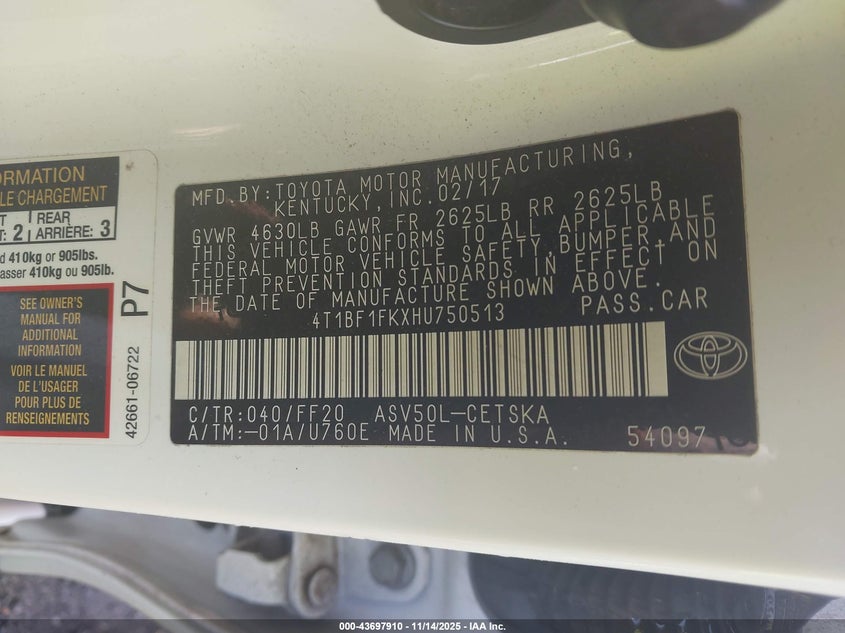 ORMATION
LE CHARGEMENT
T REAR
T: 2 ARRIÈRE: 3
d 410kg or 905lbs.
asser 410kg ou 905lb.
SEE OWNER'S
MANUAL FOR
ADDITIONAL
INFORMATION
VOIR LE MANUEL
DE L'USAGER
POUR PLUS DE
RENSEIGNEMENTS
P7
42661-06722
MFD.BY:TOYOTA MOTOR MANUFACTURING,
KENTUCKY, INC.02/17
GVWR 4630LB GAWR FR 2625LB RR 2625LB
THIS VEHICLE CONFORMS TO ALL APPLICABLE
FEDERAL MOTOR VEHICLE SAFETY,BUMPER,AND
THEFT PREVENTION STANDARDS IN EFFECT ON
THE DATE OF MANUFACTURE SHOWN ABOVE.
4T1BF1FKXHU750513 PASS.CAR
C/TR:040/FF20 ASV50L-CETSKA
A/TM:-01A/U760E MADE IN U.S.A. 54097
000-43697910 - 11/14/2025 - IAA Inc.